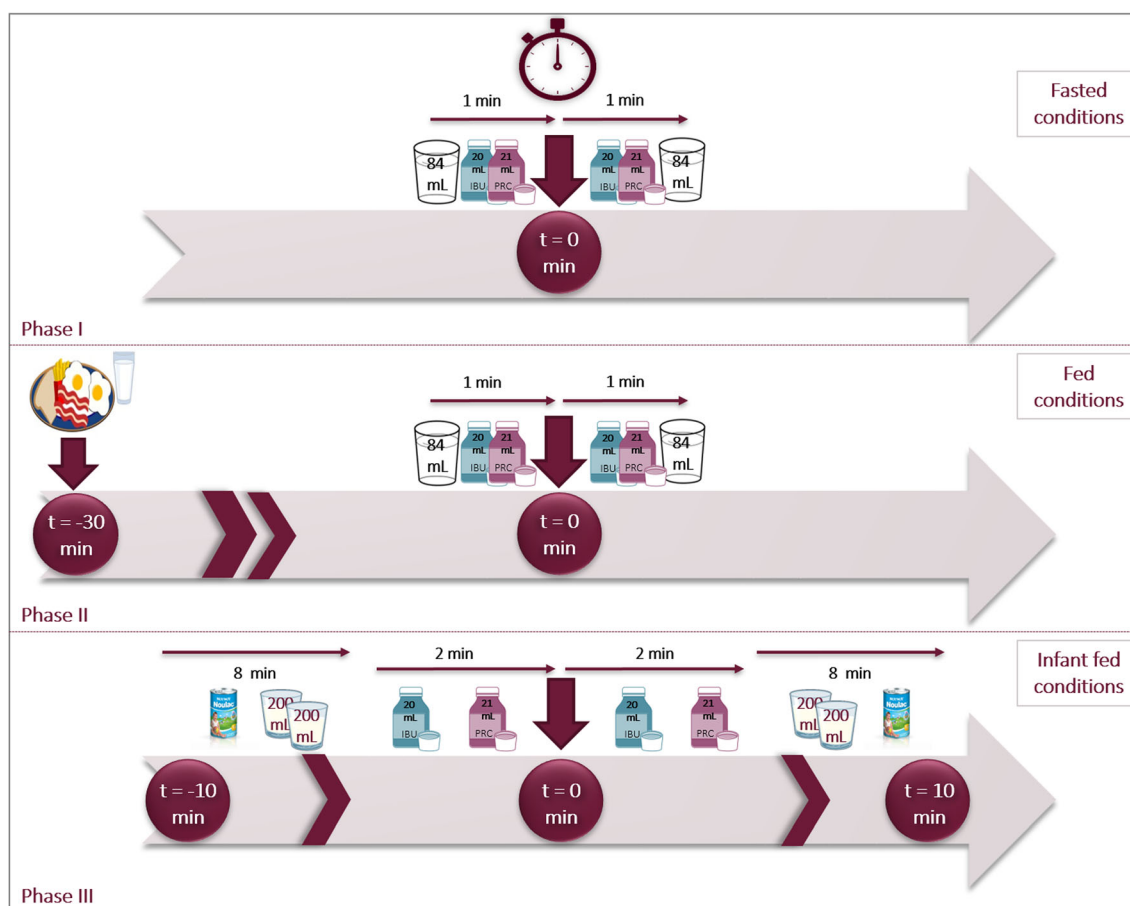 1 min
1 min
Fasted
conditions
84
mL
20
mL
IBU
21
mL
PRC
20
mL
IBU
21
mL
PRC
84
mL
t = 0
min
Phase I
Fed
conditions
1 min
1 min
84
mL
20
mL
IBU
21
mL
PRC
20
mL
IBU
21
mL
PRC
84
mL
t = -30
min
t = 0
min
Phase II
Infant fed
conditions
8 min
2 min
2 min
8 min
Noulac
200
mL
200
mL
20
mL
IBU
21
mL
PRC
20
mL
IBU
21
mL
PRC
200
mL
200
mL
Noulac
t = -10
min
t = 0
min
t = 10
min
Phase III